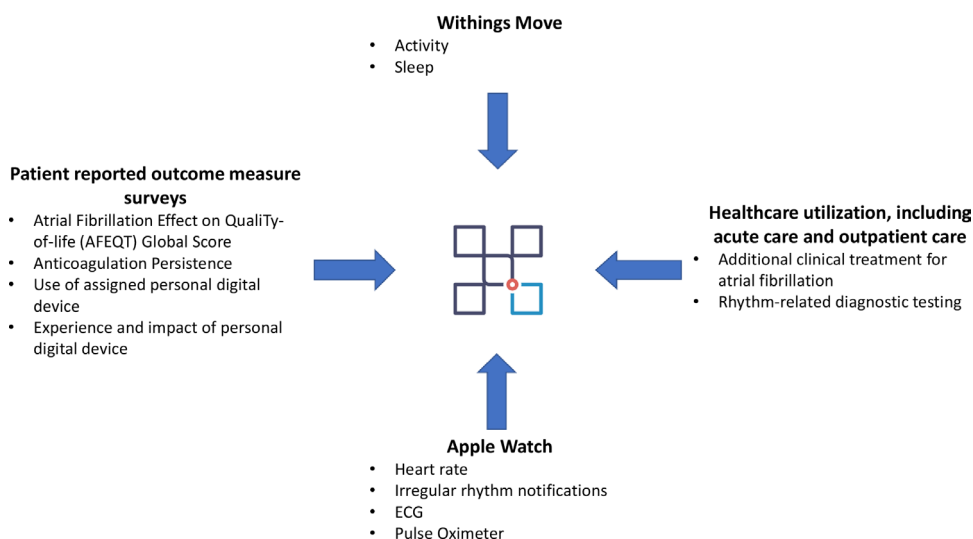 Withings Move
• Activity
• Sleep
Patient reported outcome measure
surveys
• Atrial Fibrillation Effect on QualiTy-
of-life (AFEQT) Global Score
• Anticoagulation Persistence
• Use of assigned personal digital
device
• Experience and impact of personal
digital device
Healthcare utilization, including
acute care and outpatient care
• Additional clinical treatment for
atrial fibrillation
• Rhythm-related diagnostic testing
Apple Watch
• Heart rate
• Irregular rhythm notifications
• ECG
• Pulse Oximeter